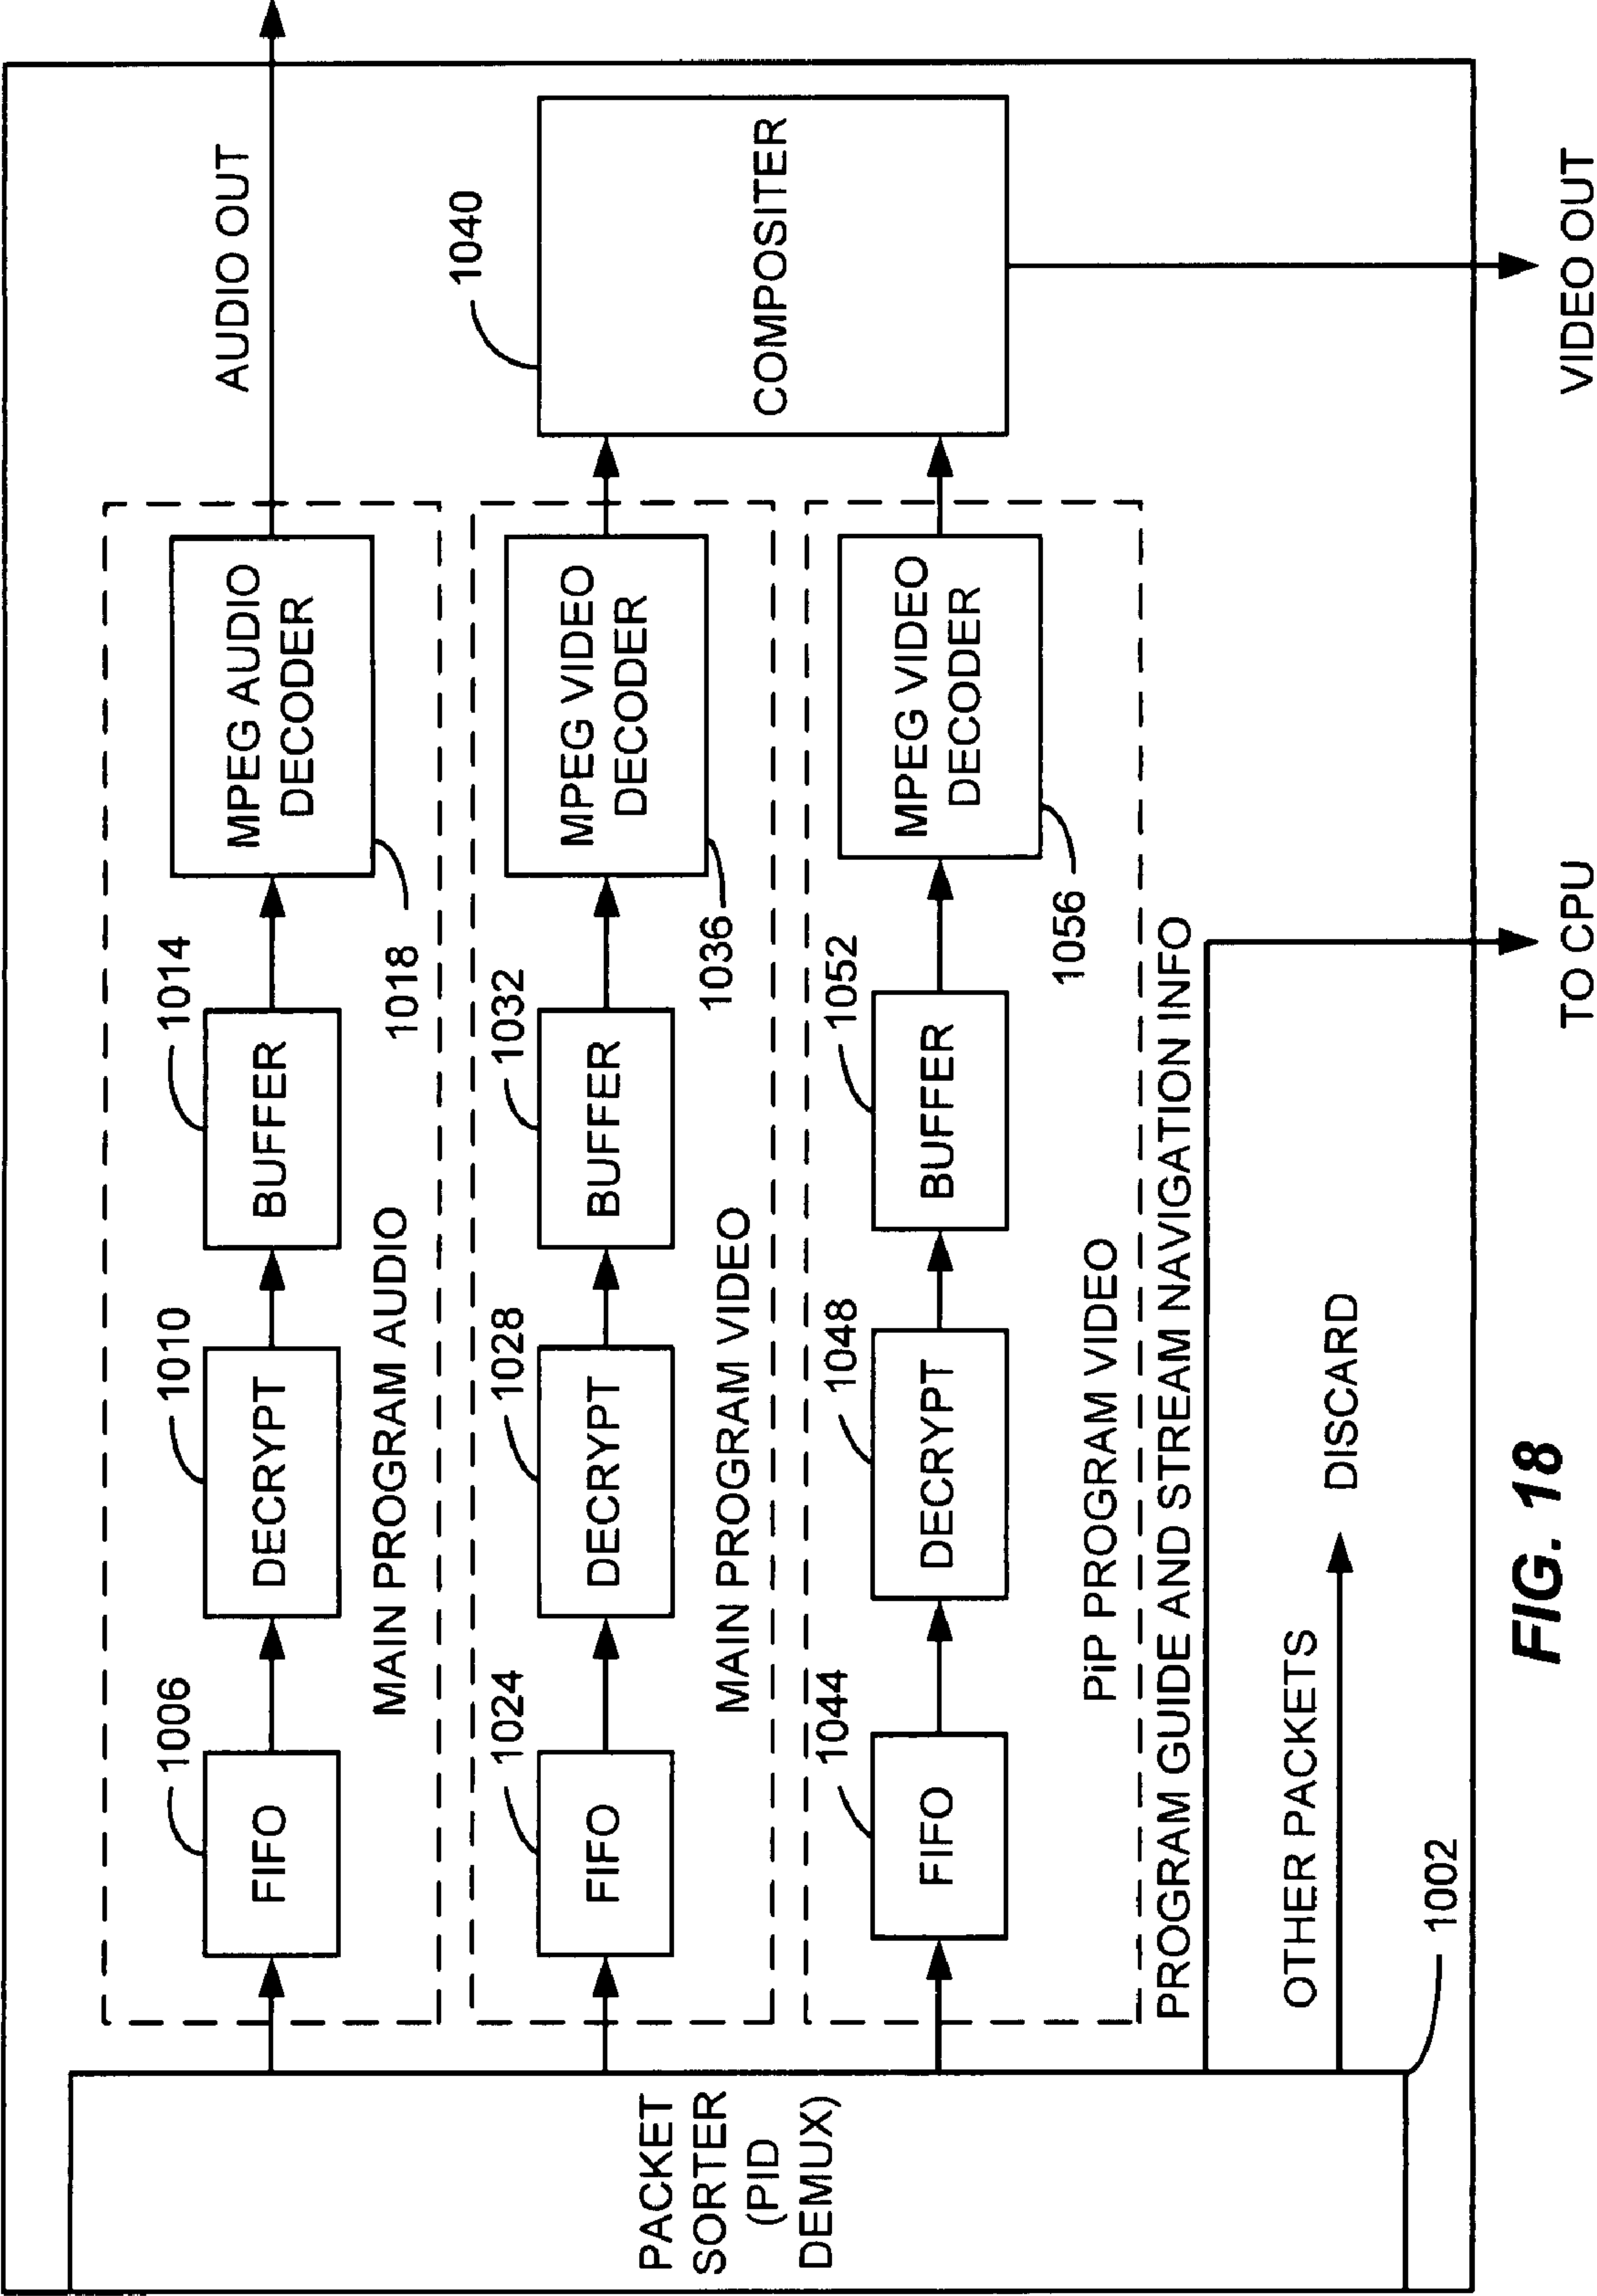 AUDIO OUT
1006
1010
1014
FIFO
DECRYPT
BUFFER
MPEG AUDIO
DECODER
1018
MAIN PROGRAM AUDIO
1040
COMPOSITER
1024
1028
1032
FIFO
DECRYPT
BUFFER
MPEG VIDEO
DECODER
1036
MAIN PROGRAM VIDEO
PACKET
SORTER
(PID
DEMUX)
1044
1048
1052
FIFO
DECRYPT
BUFFER
MPEG VIDEO
DECODER
1056
PiP PROGRAM VIDEO
PROGRAM GUIDE AND STREAM NAVIGATION INFO
OTHER PACKETS
DISCARD
1002
TO CPU
VIDEO OUT
FIG. 18